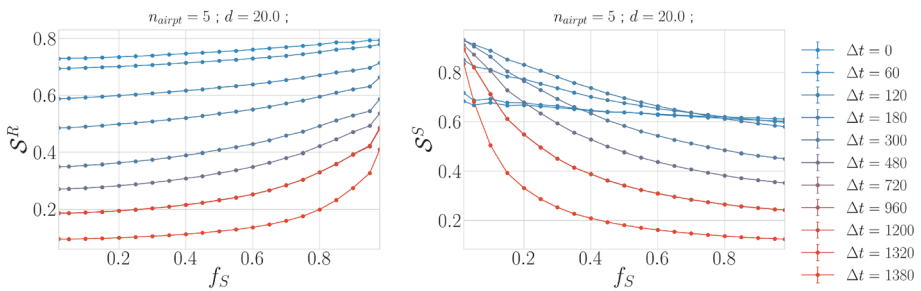 n_airpt = 5 ; d = 20.0 ;
0.8
0.6
0.4
0.2
S^R
0.2
0.4
0.6
0.8
f_S
n_airpt = 5 ; d = 20.0 ;
0.8
0.6
0.4
0.2
S^S
0.2
0.4
0.6
0.8
f_S
Δt = 0
Δt = 60
Δt = 120
Δt = 180
Δt = 300
Δt = 480
Δt = 720
Δt = 960
Δt = 1200
Δt = 1320
Δt = 1380